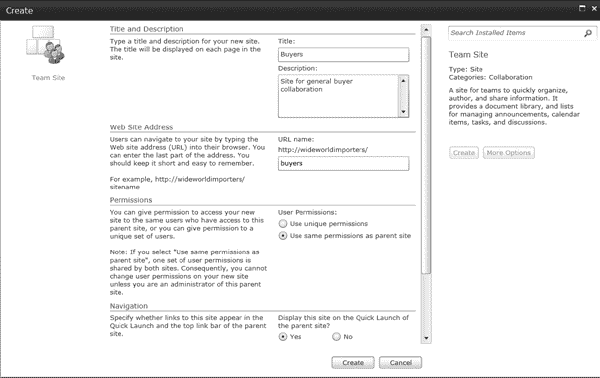 Create
Team Site
Title and Description
Type a title and description for your new site. The title will be displayed on each page in the site.
Title:
Buyers
Description:
Site for general buyer
collaboration
Web Site Address
Users can navigate to your site by typing the
Web site address (URL) into their browser. You
can enter the last part of the address. You
should keep it short and easy to remember.
For example, http://wideworldimporters/
sitename
URL name:
http://wideworldimporters/
buyers
Permissions
You can give permission to access your new
site to the same users who have access to this
parent site, or you can give permission to a
unique set of users.
Note: If you select "Use same permissions as
parent site", one set of user permissions is
shared by both sites. Consequently, you cannot
change user permissions on your new site
unless you are an administrator of this parent
site.
User Permissions:
Use unique permissions
Use same permissions as parent site
Navigation
Specify whether links to this site appear in the
Quick Launch and the top link bar of the parent
site.
Display this site on the Quick Launch of
the parent site?
Yes No
Create Cancel
Search Installed Items
Team Site
Type: Site
Categories: Collaboration
A site for teams to quickly organize,
author, and share information. It
provides a document library, and lists
for managing announcements, calendar
items, tasks, and discussions.
Create More Options